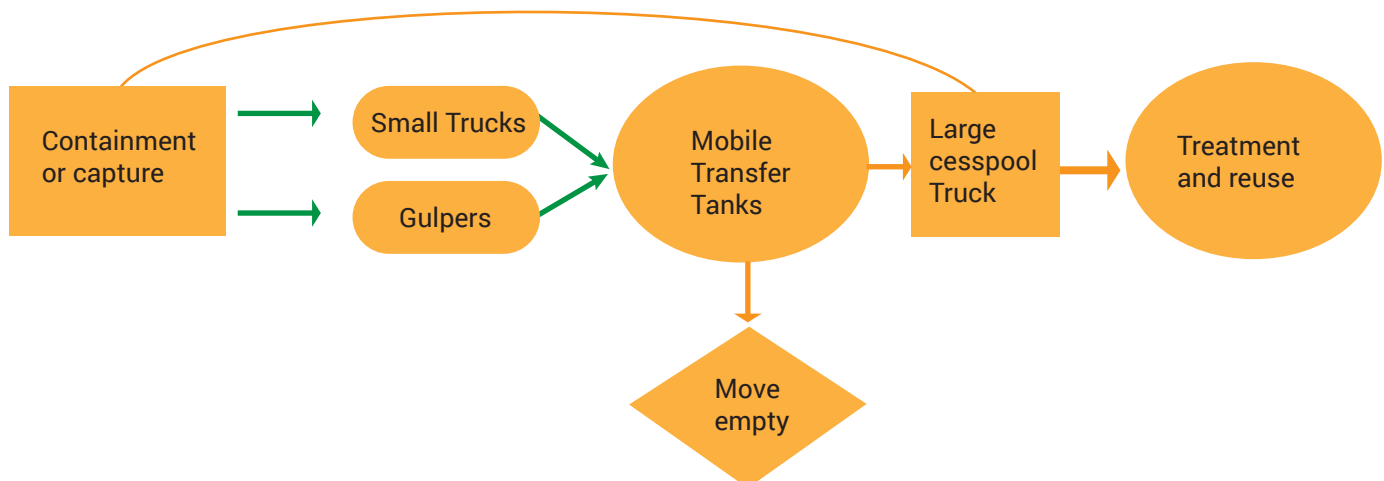 Containment
or capture
Small Trucks
Gulpers
Mobile
Transfer
Tanks
Large
cesspool
Truck
Treatment
and reuse
Move
empty